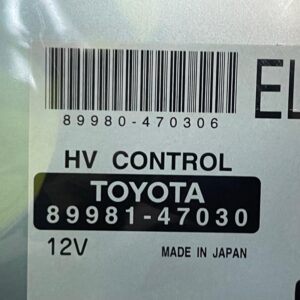 EL
89980-470306
HV CONTROL
TOYOTA
89981-47030
12V MADE IN JAPAN